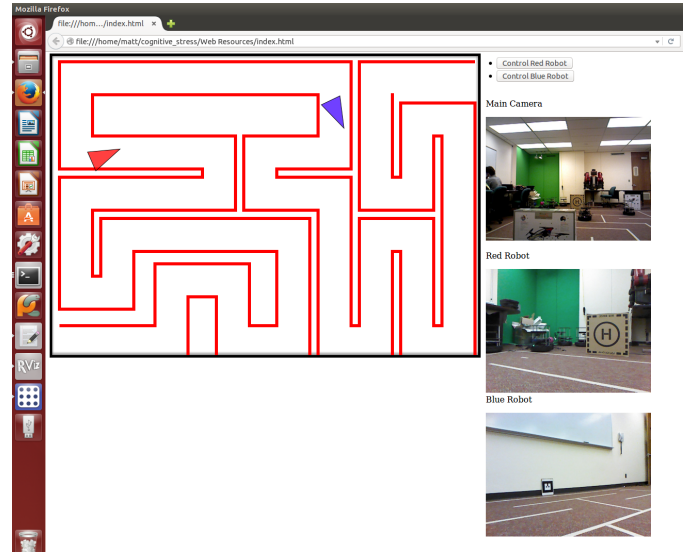 Mozilla Firefox
file:///hom.../index.html ×
file:///home/matt/cognitive_stress/Web Resources/index.html
Control Red Robot
Control Blue Robot
Main Camera
Red Robot
H
Blue Robot
RViz